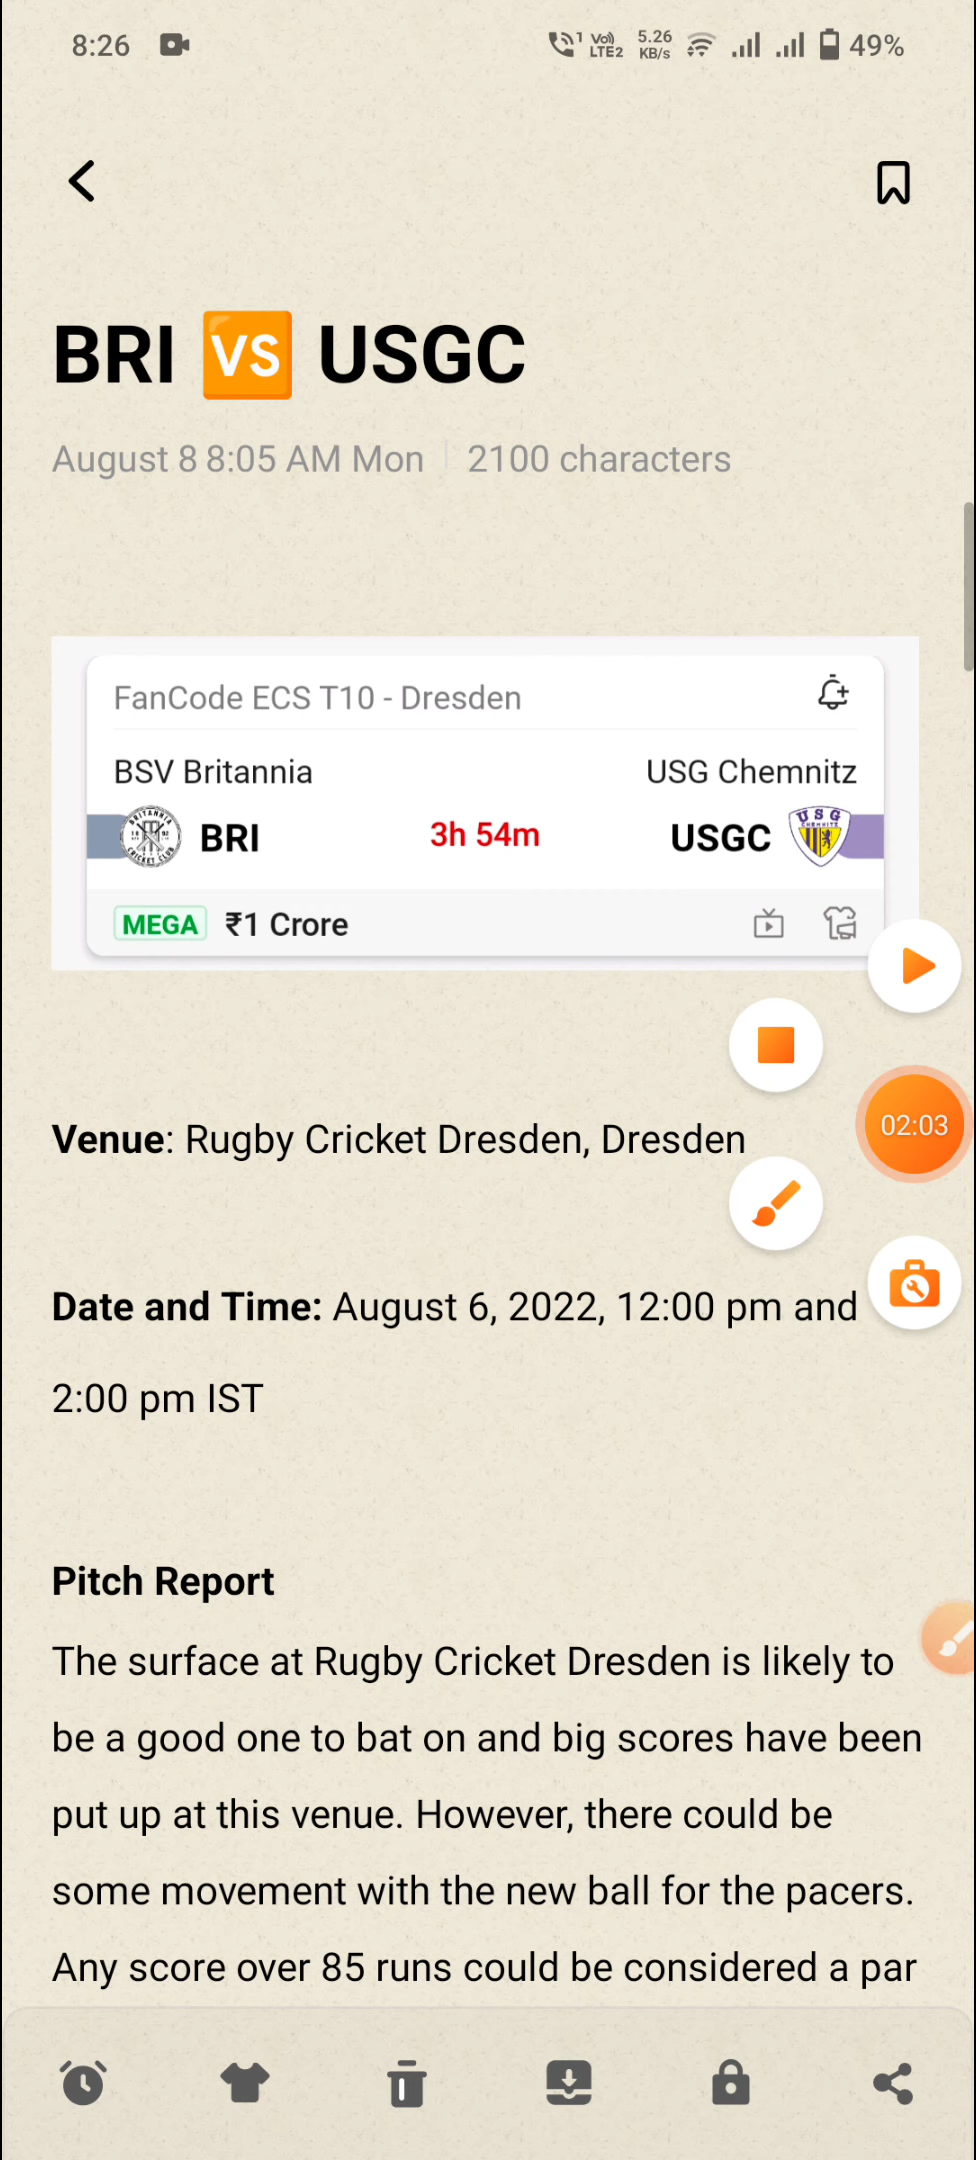 8:26
1 Vo) LTE2 5.26 KB/s 49%
BRI VS USGC
August 8 8:05 AM Mon 2100 characters
FanCode ECS T10 - Dresden
BSV Britannia USG Chemnitz
BRI 3h 54m USGC
USG
MEGA ₹1 Crore
Venue: Rugby Cricket Dresden, Dresden
02:03
Date and Time: August 6, 2022, 12:00 pm and
2:00 pm IST
Pitch Report
The surface at Rugby Cricket Dresden is likely to
be a good one to bat on and big scores have been
put up at this venue. However, there could be
some movement with the new ball for the pacers.
Any score over 85 runs could be considered a par